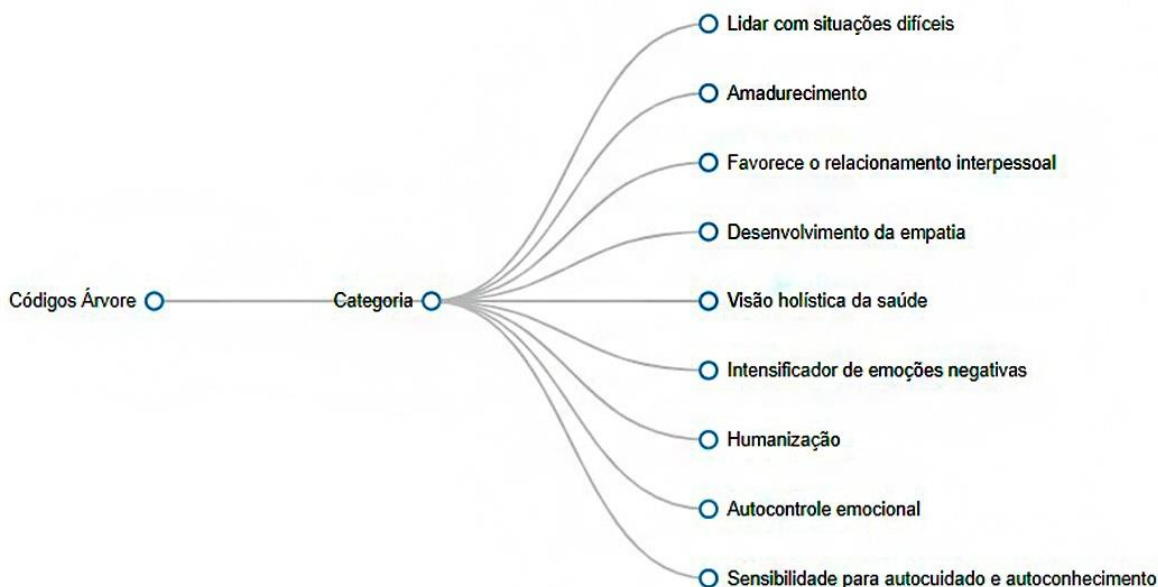 Lidar com situações difíceis
Amadurecimento
Favorece o relacionamento interpessoal
Desenvolvimento da empatia
Códigos Árvore
Categoria
Visão holística da saúde
Intensificador de emoções negativas
Humanização
Autocontrole emocional
Sensibilidade para autocuidado e autoconhecimento